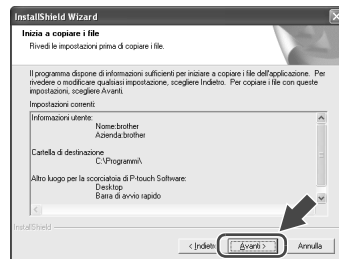 InstallShield Wizard
Inizia a copiare i file
Rivedi le impostazioni prima di copiare i file.
Il programma dispone di informazioni sufficienti per iniziare a copiare i file dell'applicazione. Per
rivedere o modificare qualsiasi impostazione, scegliere Indietro. Per copiare i file con queste
impostazioni, scegliere Avanti.
Impostazioni correnti:
Informazioni utente:
Nome:brother
Azienda:brother
Cartella di destinazione
C:\Programmi\
Altro luogo per la scorciatoia di P-touch Software:
Desktop
Barra di avvio rapido
InstallShield
< Indietro
Avanti >
Annulla